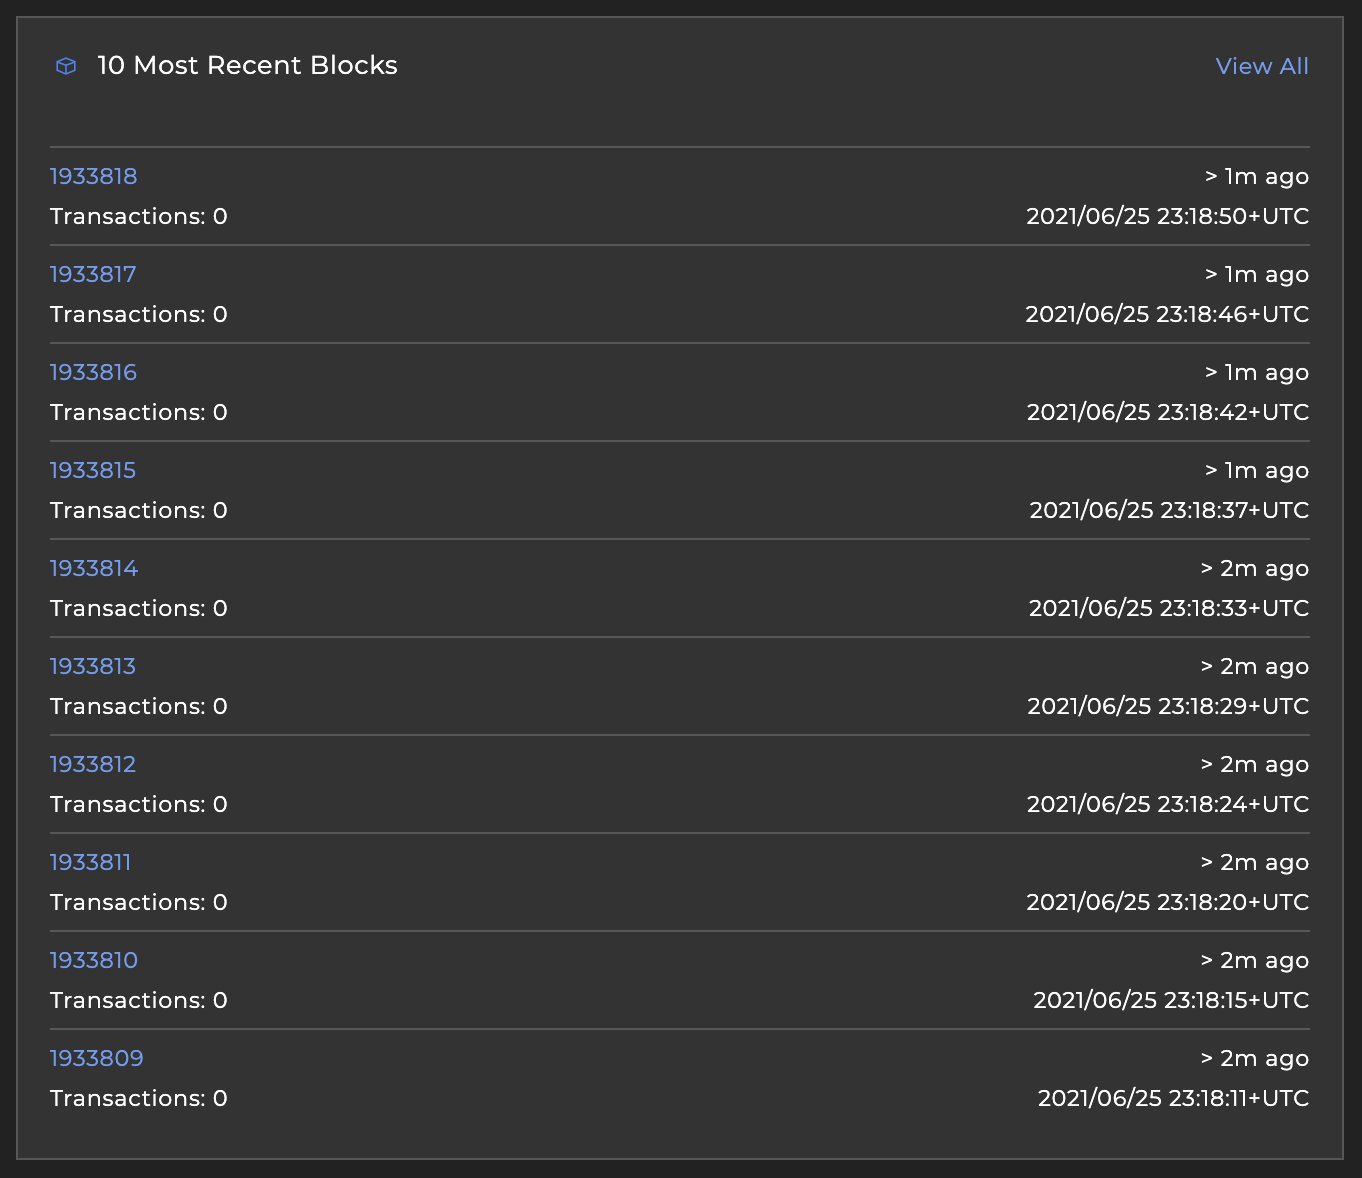 10 Most Recent Blocks View All
1933818 > 1m ago
Transactions: 0 2021/06/25 23:18:50+UTC
1933817 > 1m ago
Transactions: 0 2021/06/25 23:18:46+UTC
1933816 > 1m ago
Transactions: 0 2021/06/25 23:18:42+UTC
1933815 > 1m ago
Transactions: 0 2021/06/25 23:18:37+UTC
1933814 > 2m ago
Transactions: 0 2021/06/25 23:18:33+UTC
1933813 > 2m ago
Transactions: 0 2021/06/25 23:18:29+UTC
1933812 > 2m ago
Transactions: 0 2021/06/25 23:18:24+UTC
1933811 > 2m ago
Transactions: 0 2021/06/25 23:18:20+UTC
1933810 > 2m ago
Transactions: 0 2021/06/25 23:18:15+UTC
1933809 > 2m ago
Transactions: 0 2021/06/25 23:18:11+UTC